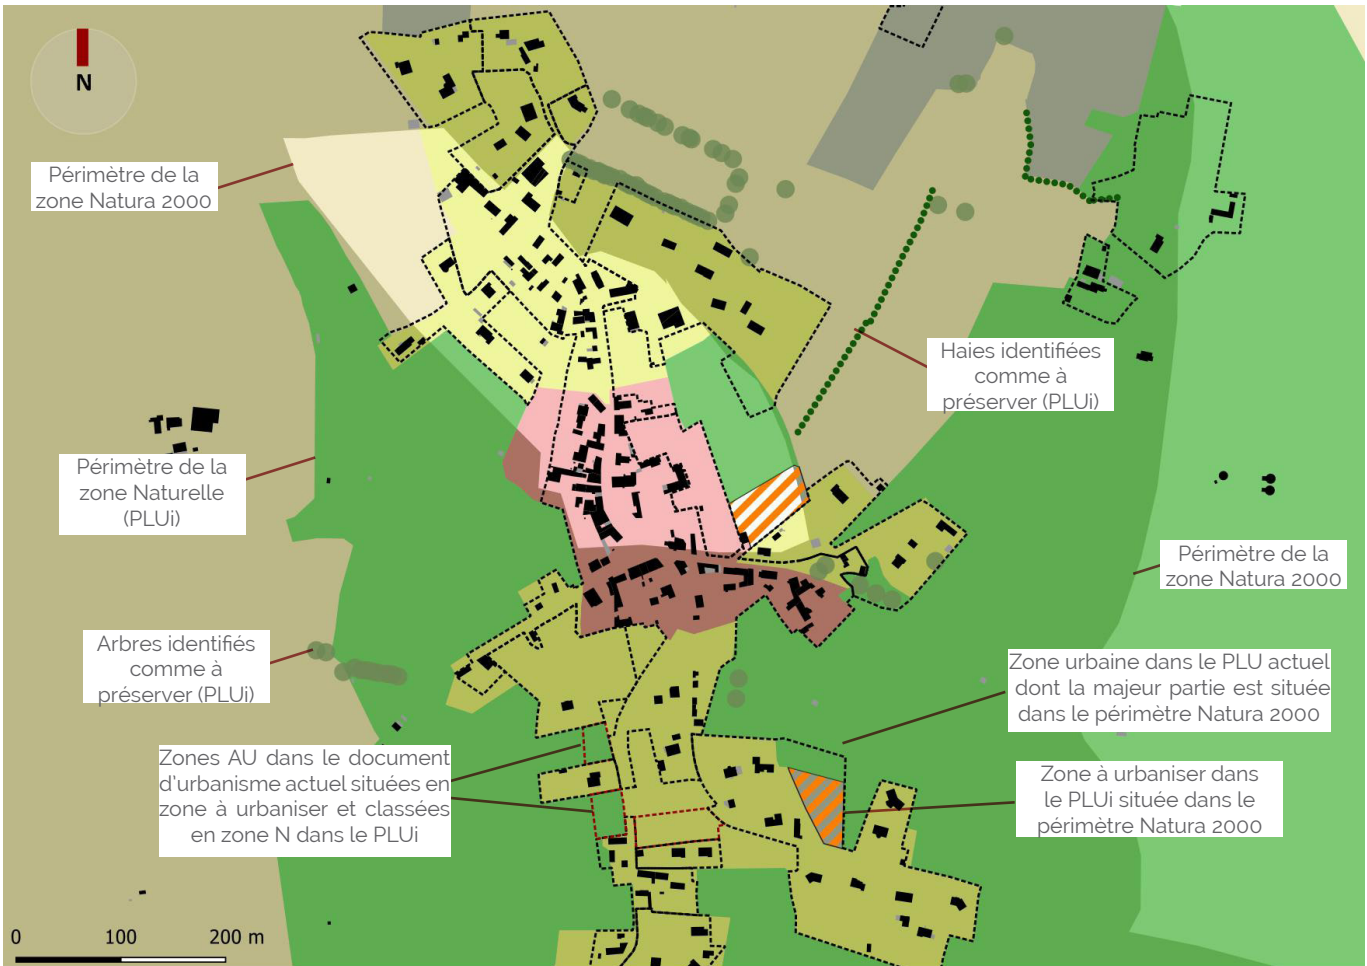 N
Périmètre de la
zone Natura 2000
Haies identifiées
comme à
préserver (PLUi)
Périmètre de la
zone Naturelle
(PLUi)
Périmètre de la
zone Natura 2000
Arbres identifiés
comme à
préserver (PLUi)
Zone urbaine dans le PLU actuel
dont la majeur partie est située
dans le périmètre Natura 2000
Zones AU dans le document
d'urbanisme actuel situées en
zone à urbaniser et classées
en zone N dans le PLUi
Zone à urbaniser dans
le PLUi située dans le
périmètre Natura 2000
0 100 200 m